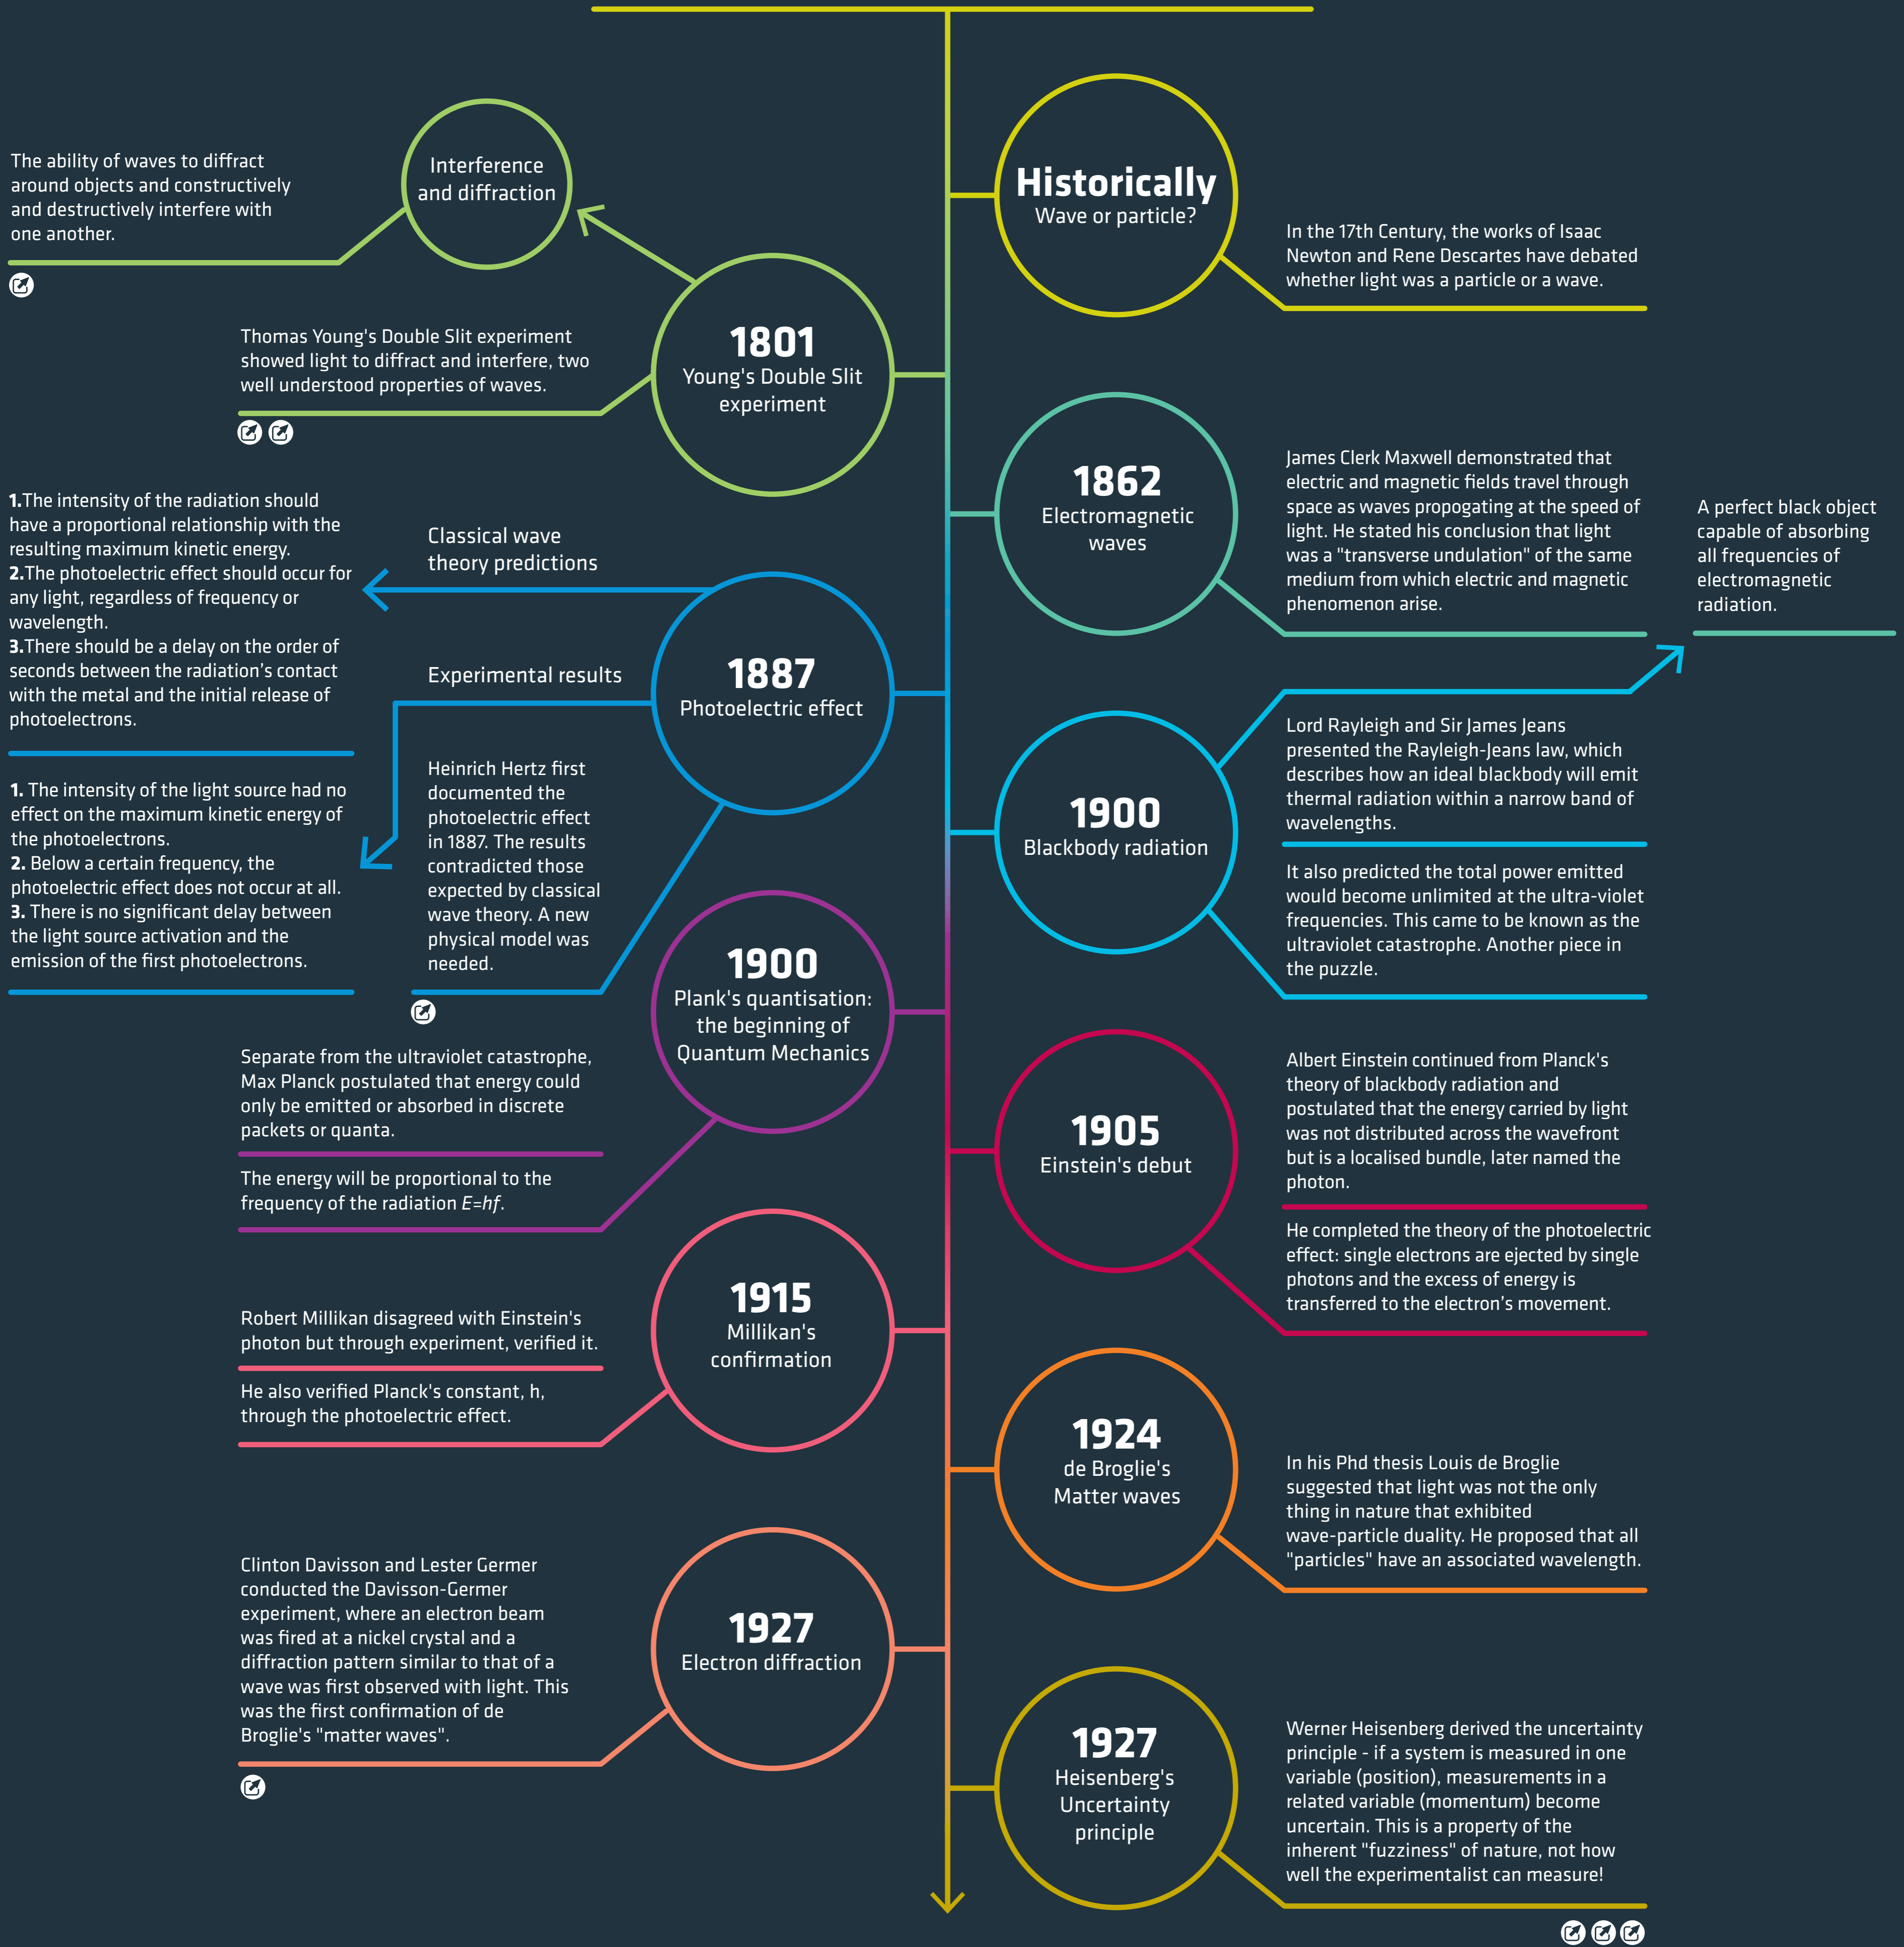 Historically
Wave or particle?
In the 17th Century, the works of Isaac
Newton and Rene Descartes have debated
whether light was a particle or a wave.
Interference
and diffraction
The ability of waves to diffract
around objects and constructively
and destructively interfere with
one another.
1801
Young's Double Slit
experiment
Thomas Young's Double Slit experiment
showed light to diffract and interfere, two
well understood properties of waves.
1862
Electromagnetic
waves
James Clerk Maxwell demonstrated that
electric and magnetic fields travel through
space as waves propogating at the speed of
light. He stated his conclusion that light
was a "transverse undulation" of the same
medium from which electric and magnetic
phenomenon arise.
A perfect black object
capable of absorbing
all frequencies of
electromagnetic
radiation.
1887
Photoelectric effect
Classical wave
theory predictions
1.The intensity of the radiation should
have a proportional relationship with the
resulting maximum kinetic energy.
2.The photoelectric effect should occur for
any light, regardless of frequency or
wavelength.
3.There should be a delay on the order of
seconds between the radiation’s contact
with the metal and the initial release of
photoelectrons.
Experimental results
1. The intensity of the light source had no
effect on the maximum kinetic energy of
the photoelectrons.
2. Below a certain frequency, the
photoelectric effect does not occur at all.
3. There is no significant delay between
the light source activation and the
emission of the first photoelectrons.
Heinrich Hertz first
documented the
photoelectric effect
in 1887. The results
contradicted those
expected by classical
wave theory. A new
physical model was
needed.
1900
Blackbody radiation
Lord Rayleigh and Sir James Jeans
presented the Rayleigh-Jeans law, which
describes how an ideal blackbody will emit
thermal radiation within a narrow band of
wavelengths.
It also predicted the total power emitted
would become unlimited at the ultra-violet
frequencies. This came to be known as the
ultraviolet catastrophe. Another piece in
the puzzle.
1900
Plank's quantisation:
the beginning of
Quantum Mechanics
Separate from the ultraviolet catastrophe,
Max Planck postulated that energy could
only be emitted or absorbed in discrete
packets or quanta.
The energy will be proportional to the
frequency of the radiation E=hf.
1905
Einstein's debut
Albert Einstein continued from Planck's
theory of blackbody radiation and
postulated that the energy carried by light
was not distributed across the wavefront
but is a localised bundle, later named the
photon.
He completed the theory of the photoelectric
effect: single electrons are ejected by single
photons and the excess of energy is
transferred to the electron’s movement.
1915
Millikan's
confirmation
Robert Millikan disagreed with Einstein's
photon but through experiment, verified it.
He also verified Planck's constant, h,
through the photoelectric effect.
1924
de Broglie's
Matter waves
In his Phd thesis Louis de Broglie
suggested that light was not the only
thing in nature that exhibited
wave-particle duality. He proposed that all
"particles" have an associated wavelength.
1927
Electron diffraction
Clinton Davisson and Lester Germer
conducted the Davisson-Germer
experiment, where an electron beam
was fired at a nickel crystal and a
diffraction pattern similar to that of a
wave was first observed with light. This
was the first confirmation of de
Broglie's "matter waves".
1927
Heisenberg's
Uncertainty
principle
Werner Heisenberg derived the uncertainty
principle - if a system is measured in one
variable (position), measurements in a
related variable (momentum) become
uncertain. This is a property of the
inherent "fuzziness" of nature, not how
well the experimentalist can measure!